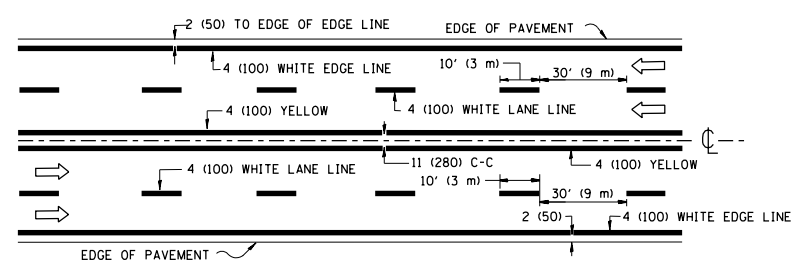 2 (50) TO EDGE OF EDGE LINE
EDGE OF PAVEMENT
4 (100) WHITE EDGE LINE
10' (3 m)
30' (9 m)
4 (100) YELLOW
4 (100) WHITE LANE LINE
℄
4 (100) WHITE LANE LINE
11 (280) C-C
4 (100) YELLOW
10' (3 m)
30' (9 m)
2 (50)
4 (100) WHITE EDGE LINE
EDGE OF PAVEMENT